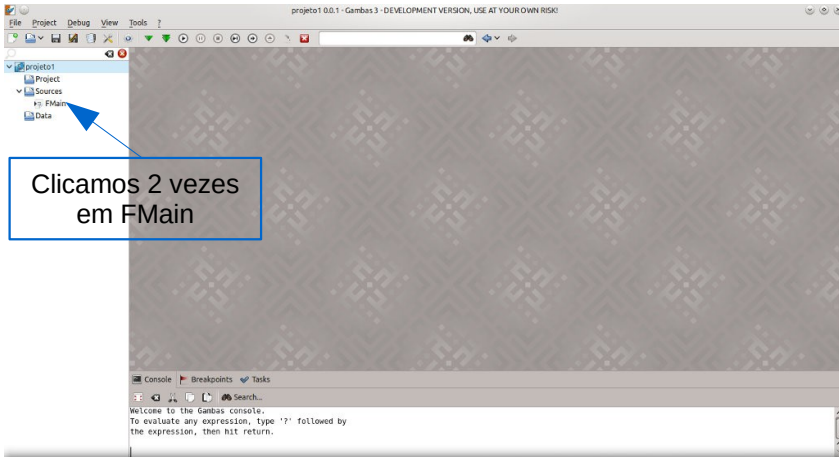 projeto1 0.0.1 - Gambas 3 - DEVELOPMENT VERSION, USE AT YOUR OWN RISK!
File Project Debug View Tools ?
projeto1
Project
Sources
FMain
Data
Clicamos 2 vezes
em FMain
Console Breakpoints Tasks
Search...
Welcome to the Gambas console.
To evaluate any expression, type '?' followed by
the expression, then hit return.